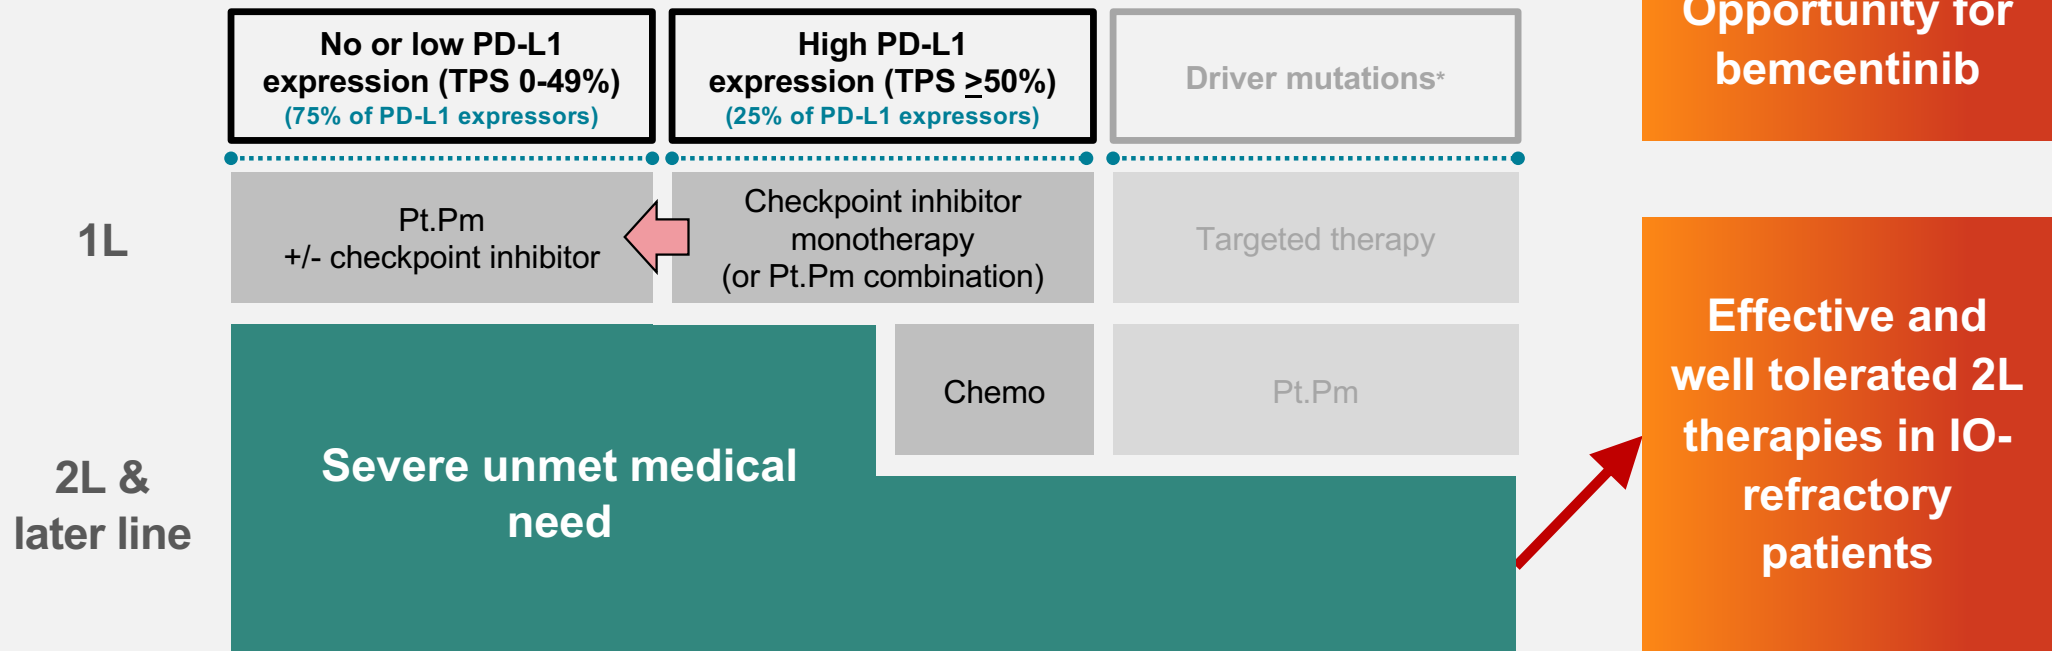 No or low PD-L1
expression (TPS 0-49%)
(75% of PD-L1 expressors)
High PD-L1
expression (TPS ≥50%)
(25% of PD-L1 expressors)
Driver mutations*
Opportunity for
bemcentinib
1L
Pt.Pm
+/- checkpoint inhibitor
Checkpoint inhibitor
monotherapy
(or Pt.Pm combination)
Targeted therapy
2L &
later line
Severe unmet medical
need
Chemo
Pt.Pm
Effective and
well tolerated 2L
therapies in IO-
refractory
patients